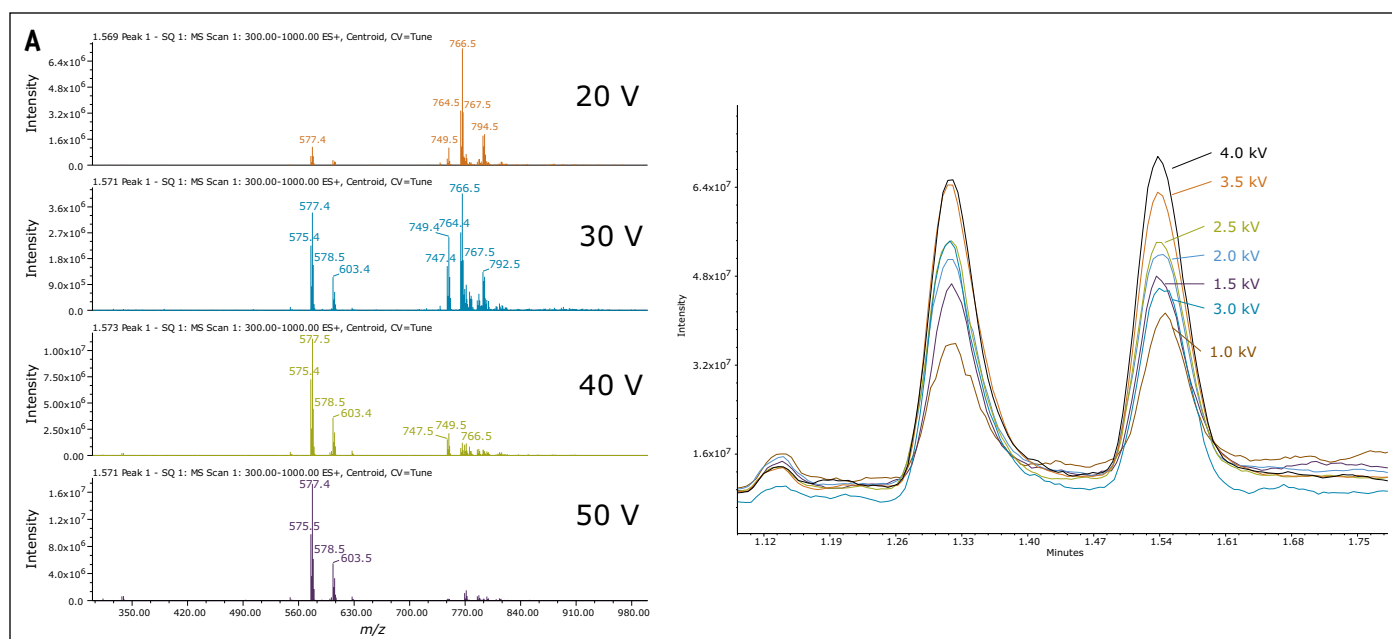 A
1.569 Peak 1 - SQ 1: MS Scan 1: 300.00-1000.00 ES+, Centroid, CV=Tune
Intensity
6.4x10⁶
4.8x10⁶
3.2x10⁶
1.6x10⁶
0.0
577.4
749.5
764.5
766.5
767.5
794.5
20 V
1.571 Peak 1 - SQ 1: MS Scan 1: 300.00-1000.00 ES+, Centroid, CV=Tune
Intensity
3.6x10⁶
2.7x10⁶
1.8x10⁶
9.0x10⁵
0.0
577.4
575.4
578.5
603.4
766.5
749.4
764.4
767.5
747.4
792.5
30 V
1.573 Peak 1 - SQ 1: MS Scan 1: 300.00-1000.00 ES+, Centroid, CV=Tune
Intensity
1.00x10⁷
7.50x10⁶
5.00x10⁶
2.50x10⁶
0.00
577.5
575.4
578.5
603.4
747.5
749.5
766.5
40 V
1.571 Peak 1 - SQ 1: MS Scan 1: 300.00-1000.00 ES+, Centroid, CV=Tune
Intensity
1.6x10⁷
1.2x10⁷
8.0x10⁶
4.0x10⁶
0.0
577.4
575.5
578.5
603.5
50 V
350.00 420.00 490.00 560.00 630.00 700.00 770.00 840.00 910.00 980.00
m/z
Intensity
6.4x10⁷
4.8x10⁷
3.2x10⁷
1.6x10⁷
4.0 kV
3.5 kV
2.5 kV
2.0 kV
1.5 kV
3.0 kV
1.0 kV
1.12 1.19 1.26 1.33 1.40 1.47 1.54 1.61 1.68 1.75
Minutes